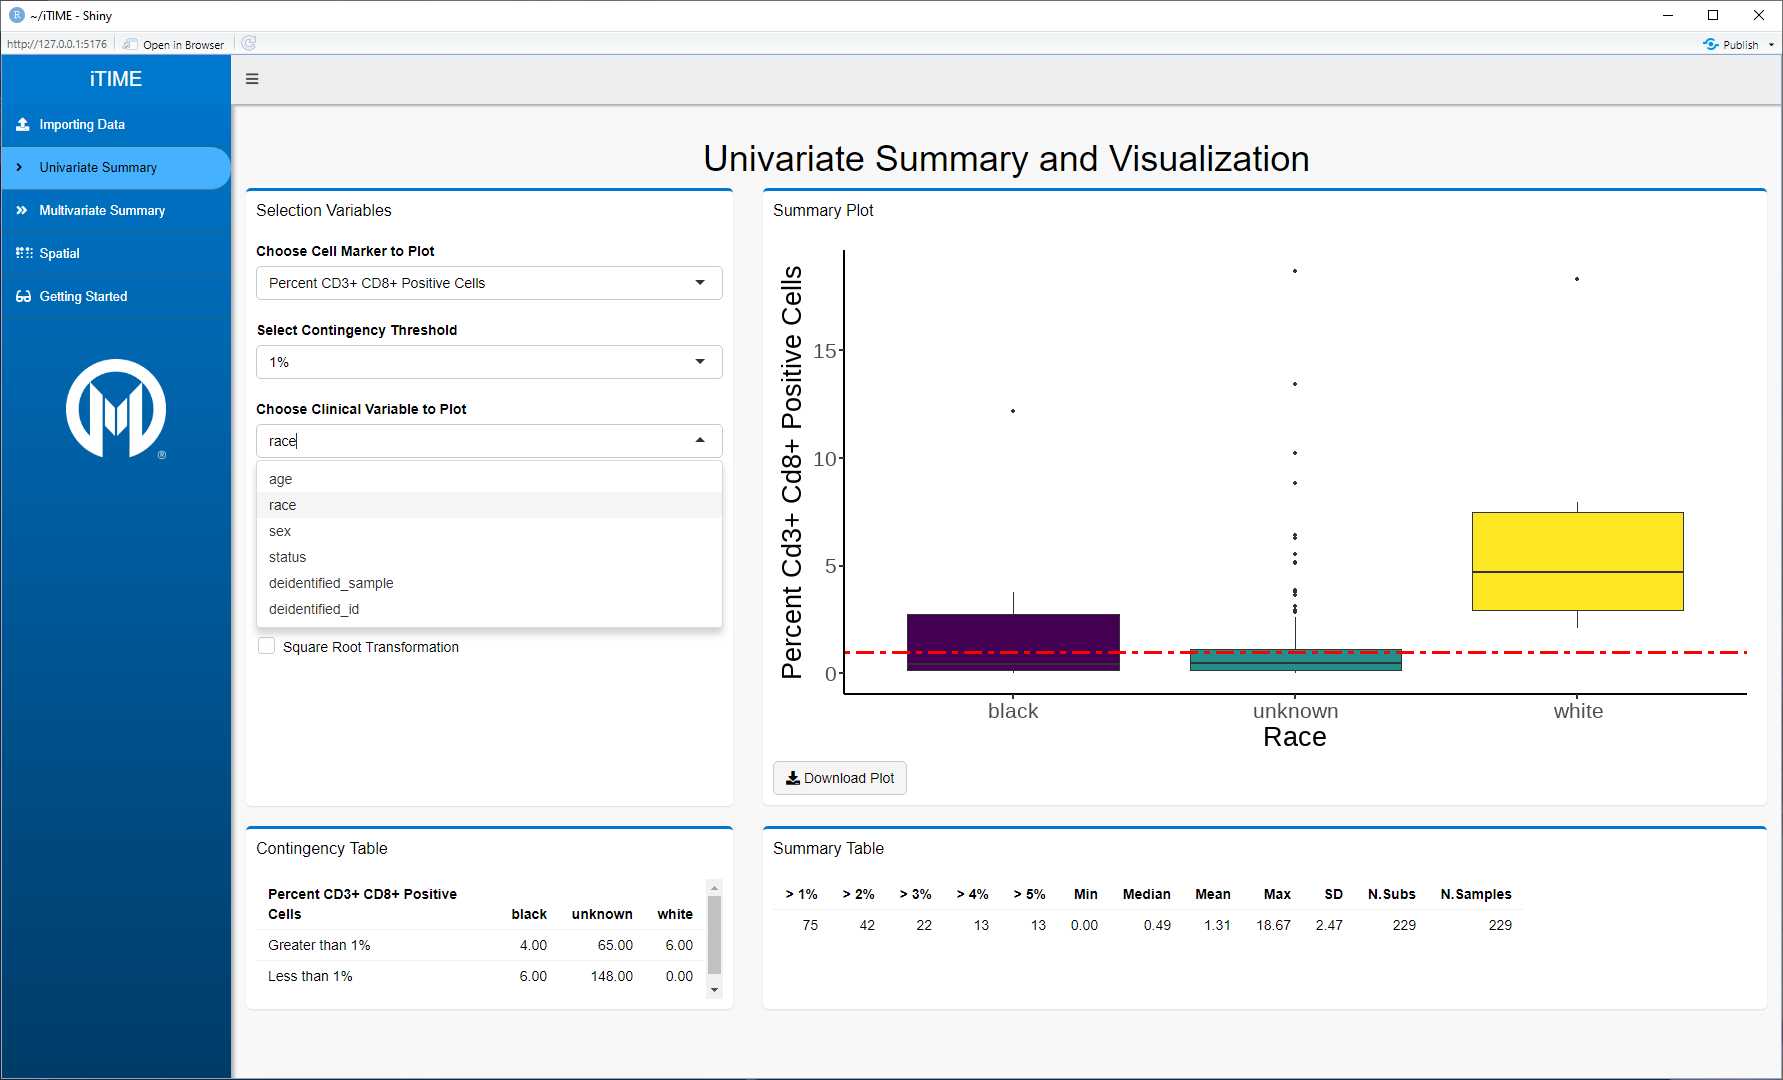 ~/iTIME - Shiny
http://127.0.0.1:5176
Open in Browser
Publish
iTIME
Importing Data
Univariate Summary
Multivariate Summary
Spatial
Getting Started
®
Univariate Summary and Visualization
Selection Variables
Choose Cell Marker to Plot
Percent CD3+ CD8+ Positive Cells
Select Contingency Threshold
1%
Choose Clinical Variable to Plot
race
age
race
sex
status
deidentified_sample
deidentified_id
Square Root Transformation
Summary Plot
Percent Cd3+ Cd8+ Positive Cells
15
10
5
0
black unknown white
Race
Download Plot
Contingency Table
Percent CD3+ CD8+ Positive
Cells black unknown white
Greater than 1% 4.00 65.00 6.00
Less than 1% 6.00 148.00 0.00
Summary Table
> 1% > 2% > 3% > 4% > 5% Min Median Mean Max SD N.Subs N.Samples
75 42 22 13 13 0.00 0.49 1.31 18.67 2.47 229 229